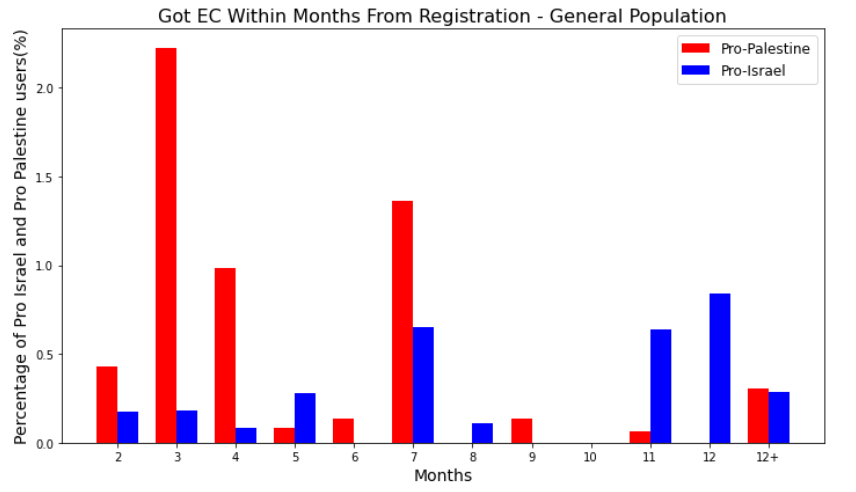 Got EC Within Months From Registration - General Population
Pro-Palestine
Pro-Israel
Percentage of Pro Israel and Pro Palestine users(%)
2.0
1.5
1.0
0.5
0.0
2 3 4 5 6 7 8 9 10 11 12 12+
Months